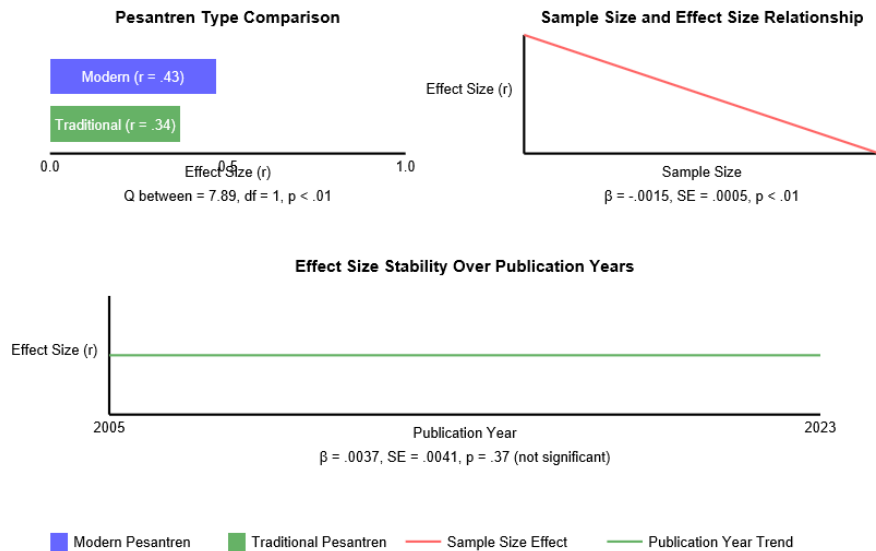 Pesantren Type Comparison
Modern (r = .43)
Traditional (r = .34)
0.0 0.5 1.0
Effect Size (r)
Q between = 7.89, df = 1, p < .01
Sample Size and Effect Size Relationship
Effect Size (r)
Sample Size
β = -.0015, SE = .0005, p < .01
Effect Size Stability Over Publication Years
Effect Size (r)
2005 2023
Publication Year
β = .0037, SE = .0041, p = .37 (not significant)
Modern Pesantren Traditional Pesantren Sample Size Effect Publication Year Trend